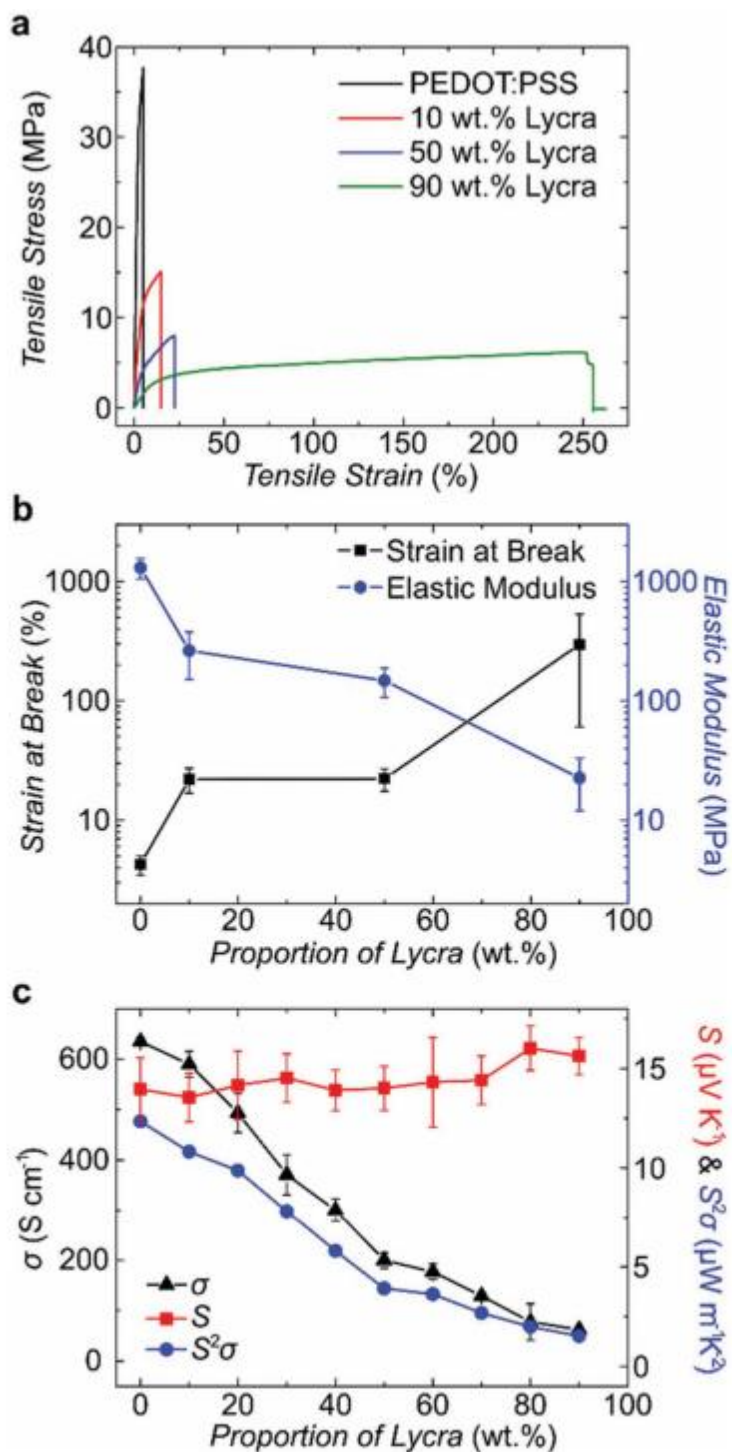 a
40
30
20
10
0
Tensile Stress (MPa)
PEDOT:PSS
10 wt.% Lycra
50 wt.% Lycra
90 wt.% Lycra
0 50 100 150 200 250
Tensile Strain (%)
b
1000
100
10
Strain at Break (%)
Strain at Break
Elastic Modulus
1000
100
10
Elastic Modulus (MPa)
0 20 40 60 80 100
Proportion of Lycra (wt.%)
c
600
400
200
0
σ (S cm⁻¹)
σ
S
S²σ
15
10
5
0
S (μV K⁻¹) & S²σ (μW m⁻¹K⁻²)
0 20 40 60 80 100
Proportion of Lycra (wt.%)